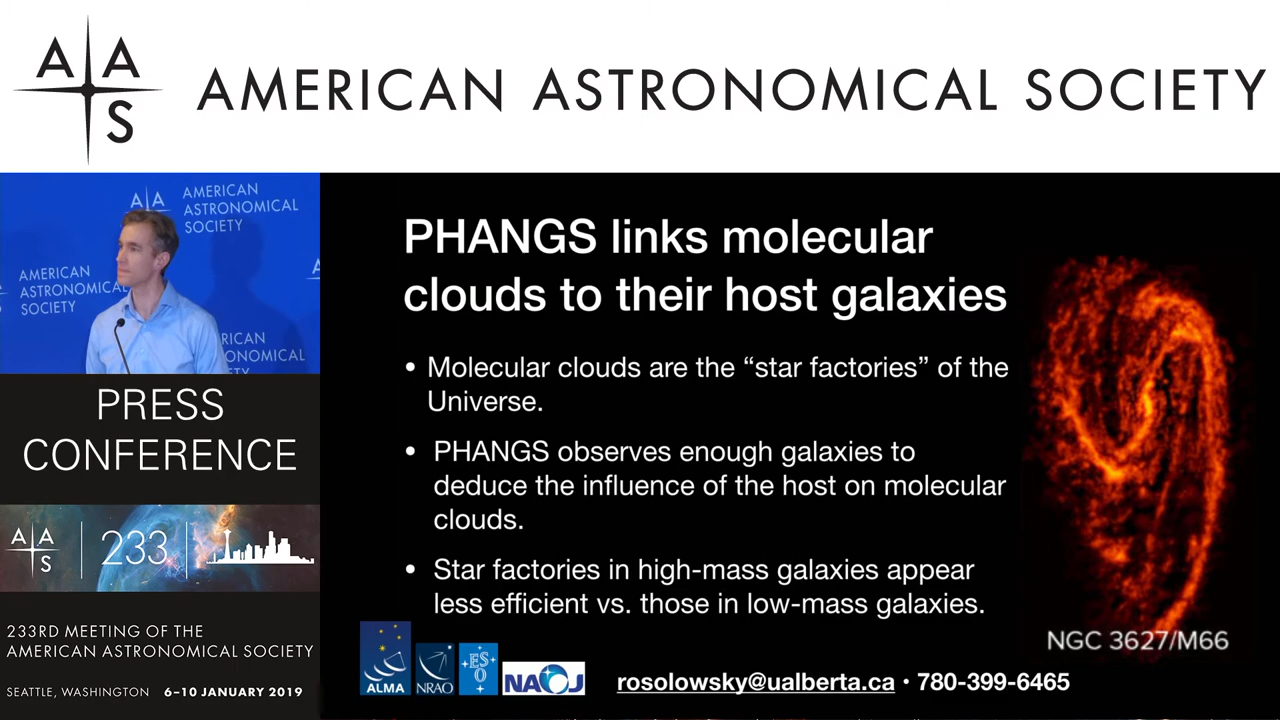 A A
S
AMERICAN ASTRONOMICAL SOCIETY
A A
AMERICAN
ASTRONOMICAL
SOCIETY
AMERICAN
ASTRONOMICAL
SOCIETY
PRESS
CONFERENCE
A A
S
233
233RD MEETING OF THE
AMERICAN ASTRONOMICAL SOCIETY
SEATTLE, WASHINGTON 6–10 JANUARY 2019
PHANGS links molecular
clouds to their host galaxies
• Molecular clouds are the “star factories” of the
Universe.
• PHANGS observes enough galaxies to
deduce the influence of the host on molecular
clouds.
• Star factories in high-mass galaxies appear
less efficient vs. those in low-mass galaxies.
NGC 3627/M66
ALMA
NRAO
ESO
NAOJ
rosolowsky@ualberta.ca • 780-399-6465